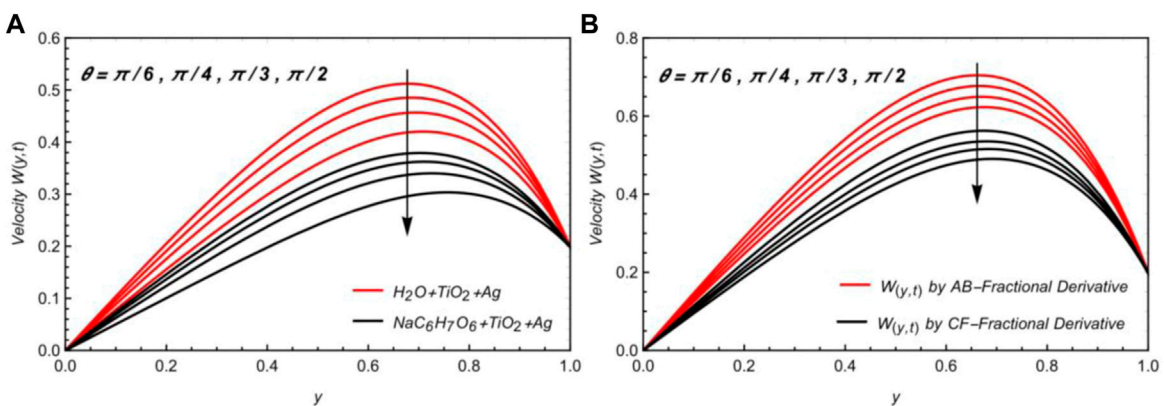 A
B
0.6
0.5
0.4
0.3
0.2
0.1
0.0
Velocity W(y,t)
θ = π/6 , π/4 , π/3 , π/2
H₂O+TiO₂+Ag
NaC₆H₇O₆+TiO₂+Ag
0.0 0.2 0.4 0.6 0.8 1.0
y
0.8
0.6
0.4
0.2
0.0
Velocity W(y,t)
θ = π/6 , π/4 , π/3 , π/2
W(y,t) by AB–Fractional Derivative
W(y,t) by CF–Fractional Derivative
0.0 0.2 0.4 0.6 0.8 1.0
y